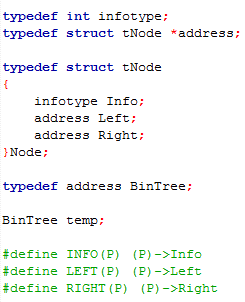 typedef int infotype;
typedef struct tNode *address;
typedef struct tNode
{
    infotype Info;
    address Left;
    address Right;
}Node;
typedef address BinTree;
BinTree temp;
#define INFO(P) (P)->Info
#define LEFT(P) (P)->Left
#define RIGHT(P) (P)->Right